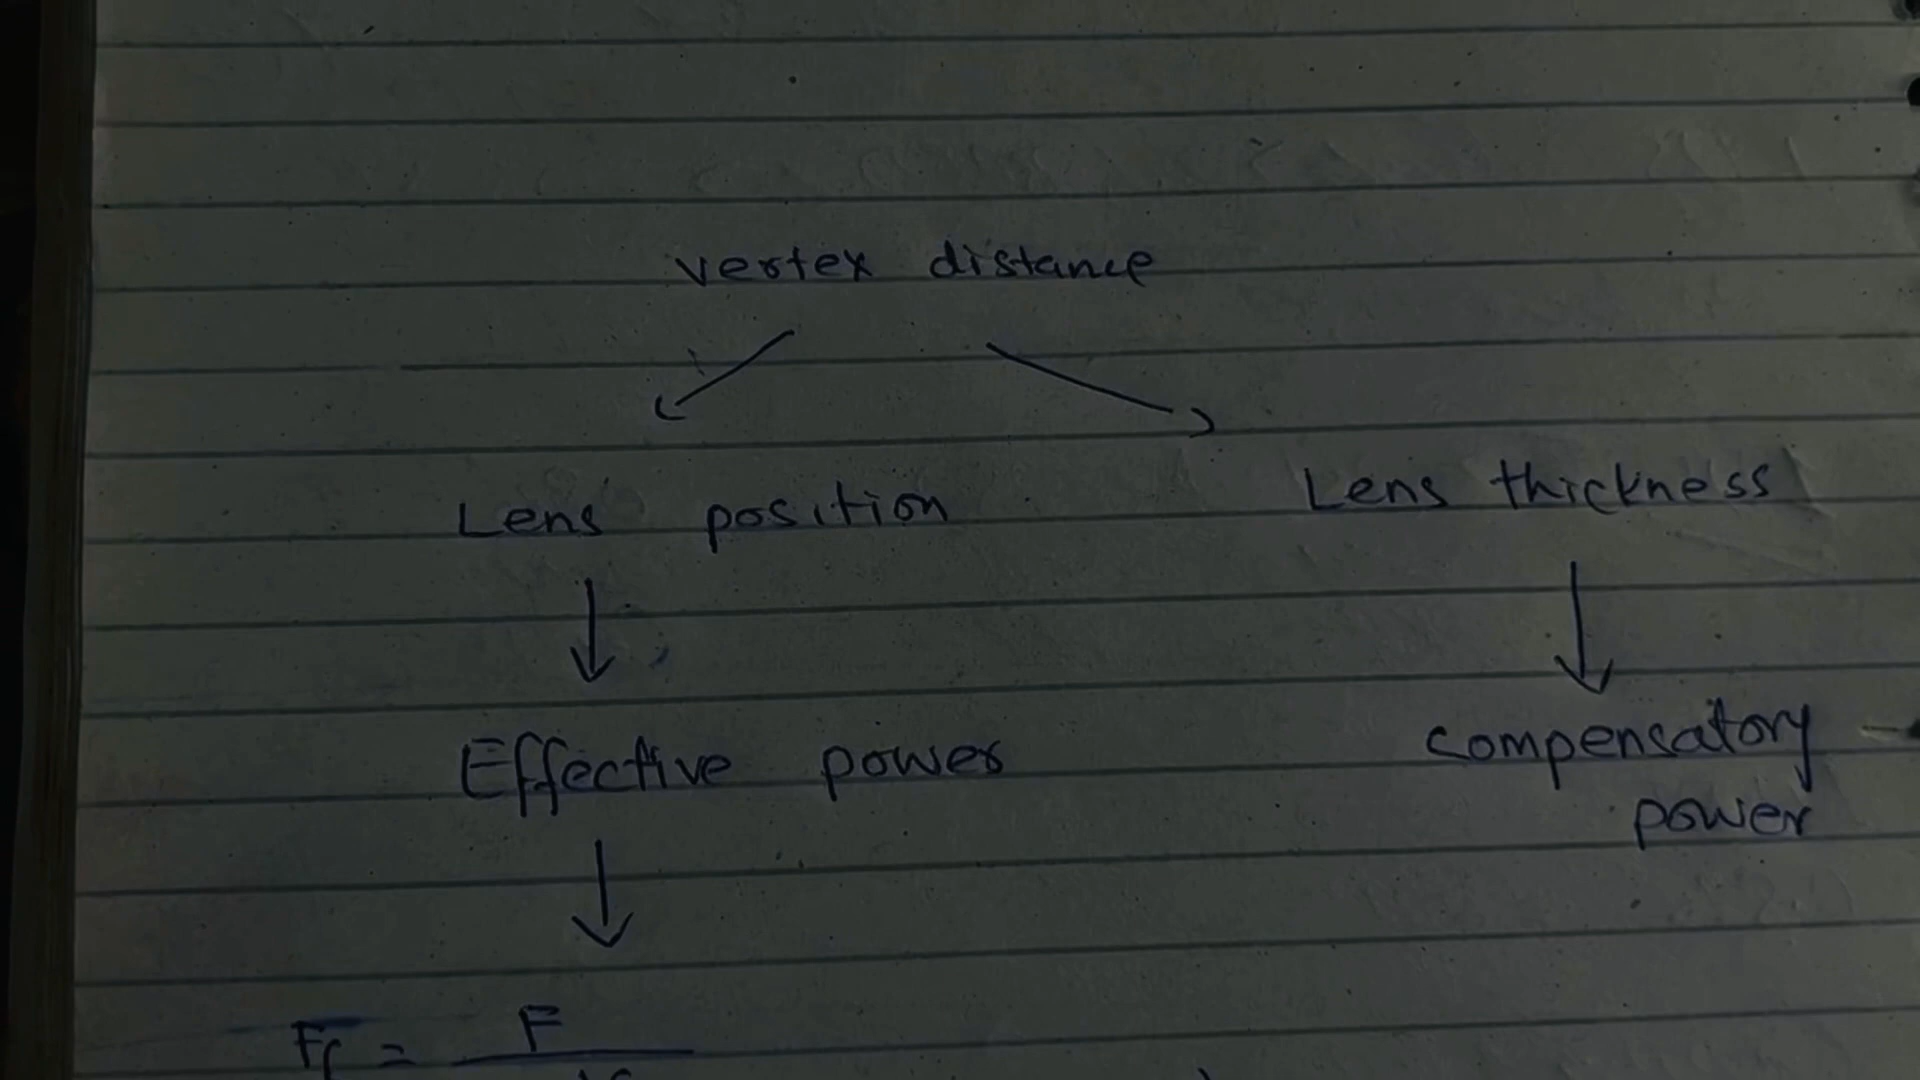 vertex distance
Lens position
Lens thickness
Effective power
compensatory
power
F